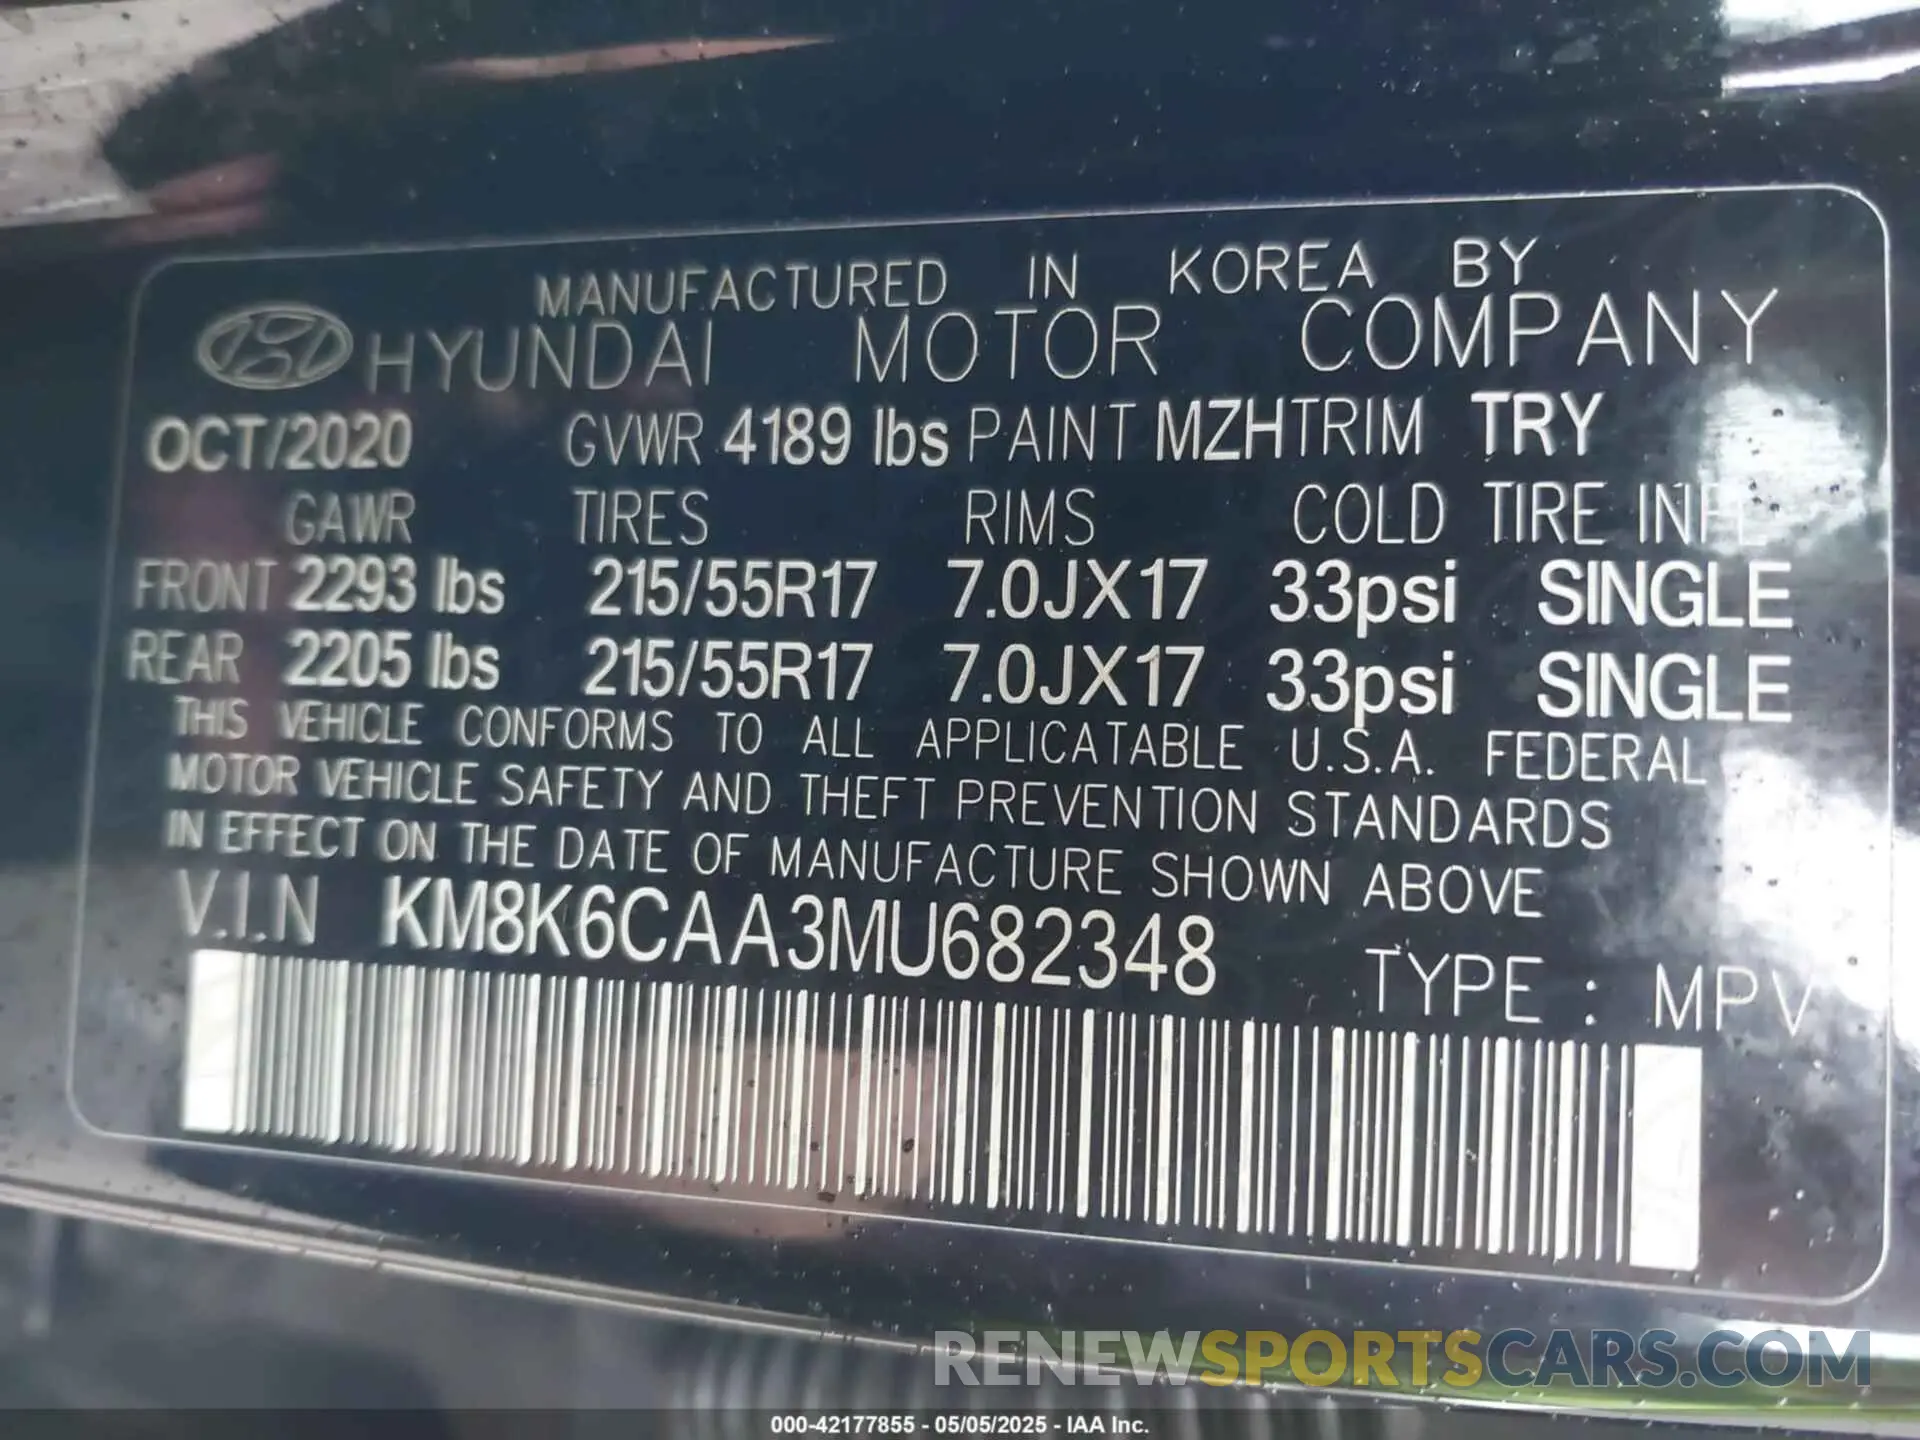 MANUFACTURED IN KOREA BY
HYUNDAI MOTOR COMPANY
OCT/2020 GVWR 4189 lbs PAINT MZH TRIM TRY
GAWR TIRES RIMS COLD TIRE INFL
FRONT 2293 lbs 215/55R17 7.0JX17 33psi SINGLE
REAR 2205 lbs 215/55R17 7.0JX17 33psi SINGLE
THIS VEHICLE CONFORMS TO ALL APPLICATABLE U.S.A. FEDERAL
MOTOR VEHICLE SAFETY AND THEFT PREVENTION STANDARDS
IN EFFECT ON THE DATE OF MANUFACTURE SHOWN ABOVE
V.I.N KM8K6CAA3MU682348
TYPE : MPV
RENEWSPORTSCARS.COM
000-42177855 - 05/05/2025 - IAA Inc.